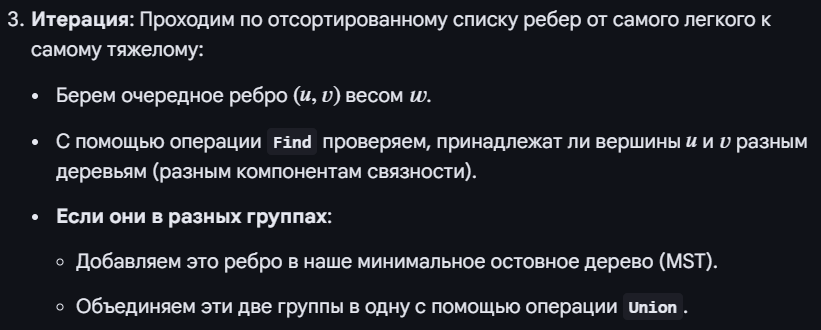 3. Итерация: Проходим по отсортированному списку ребер от самого легкого к
самому тяжелому:
• Берем очередное ребро (u, v) весом w.
• С помощью операции Find проверяем, принадлежат ли вершины u и v разным
деревьям (разным компонентам связности).
• Если они в разных группах:
◦ Добавляем это ребро в наше минимальное остовное дерево (MST).
◦ Объединяем эти две группы в одну с помощью операции Union.